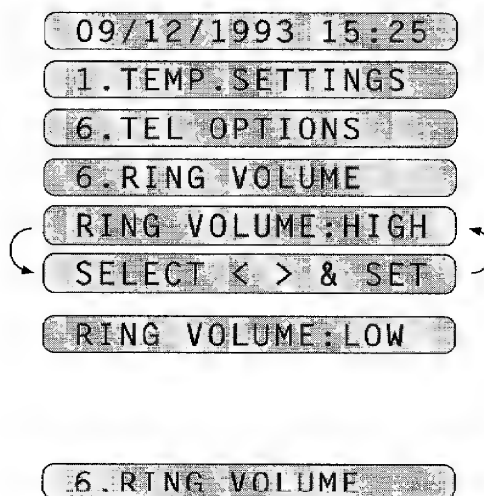 09/12/1993 15:25
1.TEMP.SETTINGS
6.TEL OPTIONS
6.RING VOLUME
RING VOLUME:HIGH
SELECT < > & SET
RING VOLUME:LOW
6.RING VOLUME